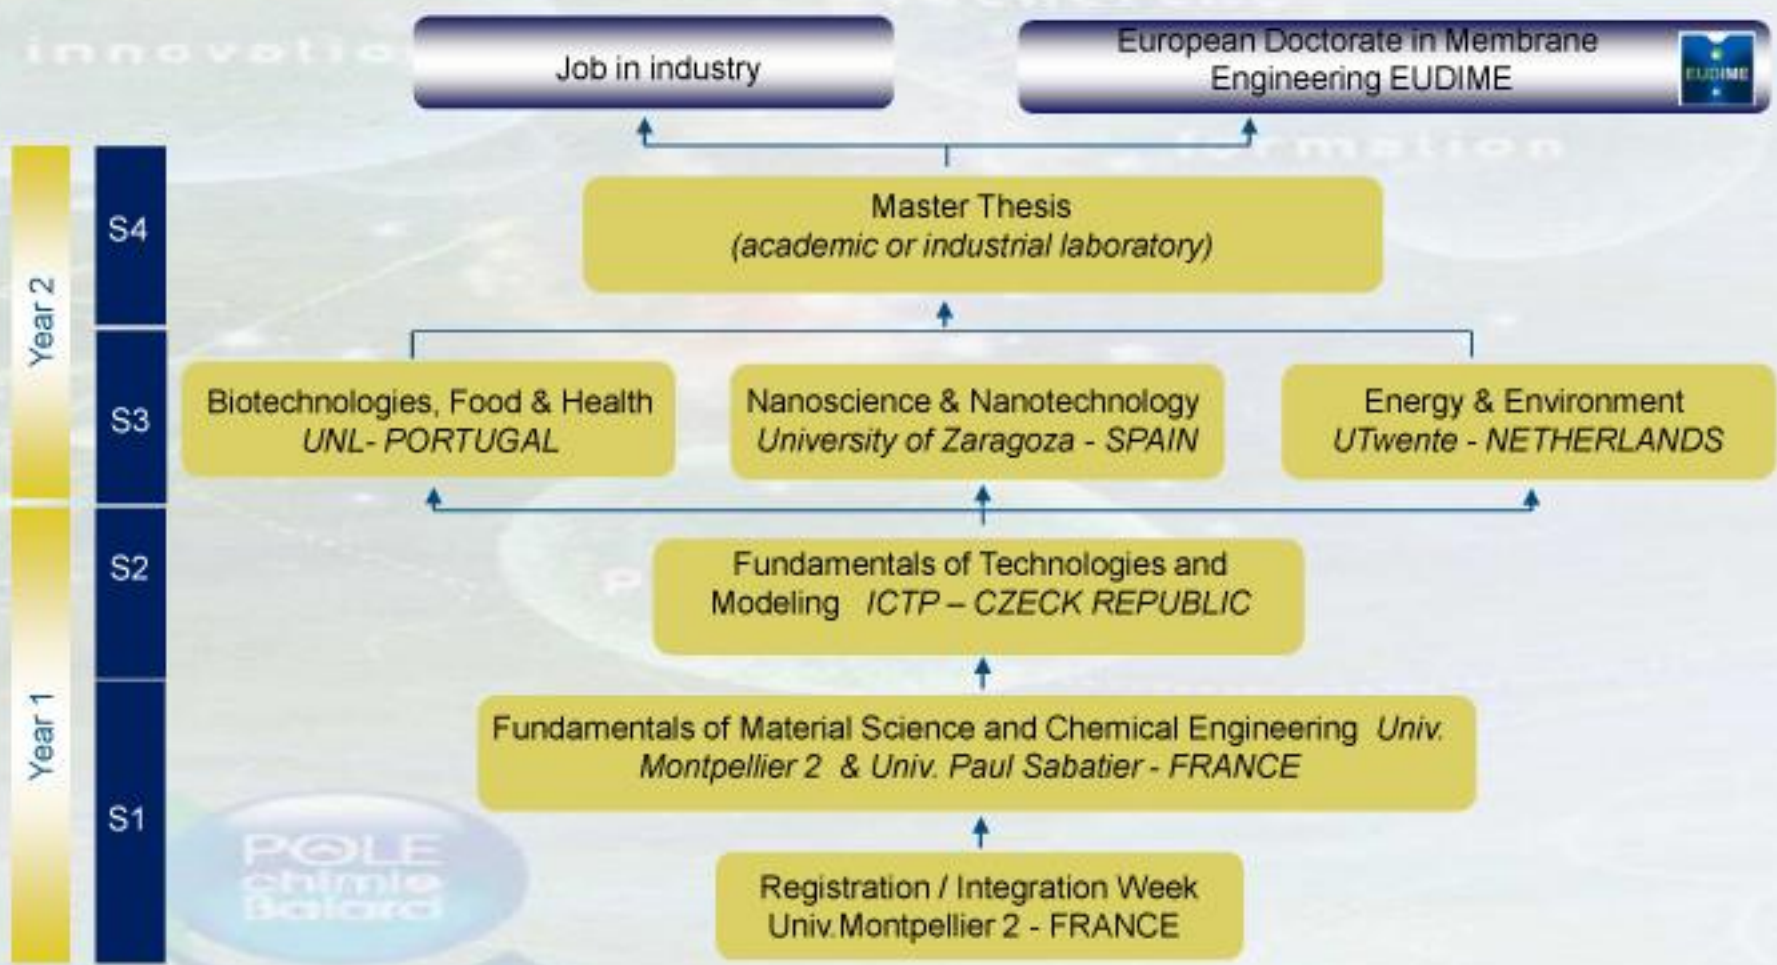 innovatio
Job in industry
European Doctorate in Membrane
Engineering EUDIME
EUDIME
formation
Year 2
S4
Master Thesis
(academic or industrial laboratory)
S3
Biotechnologies, Food & Health
UNL- PORTUGAL
Nanoscience & Nanotechnology
University of Zaragoza - SPAIN
Energy & Environment
UTwente - NETHERLANDS
Year 1
S2
Fundamentals of Technologies and
Modeling ICTP – CZECK REPUBLIC
S1
Fundamentals of Material Science and Chemical Engineering Univ.
Montpellier 2 & Univ. Paul Sabatier - FRANCE
POLE
chimie
Balard
Registration / Integration Week
Univ.Montpellier 2 - FRANCE